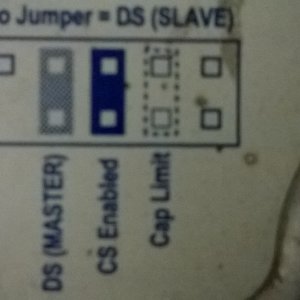 Jumper = DS (SLAVE)
DS (MASTER)
CS Enabled
Cap Limit